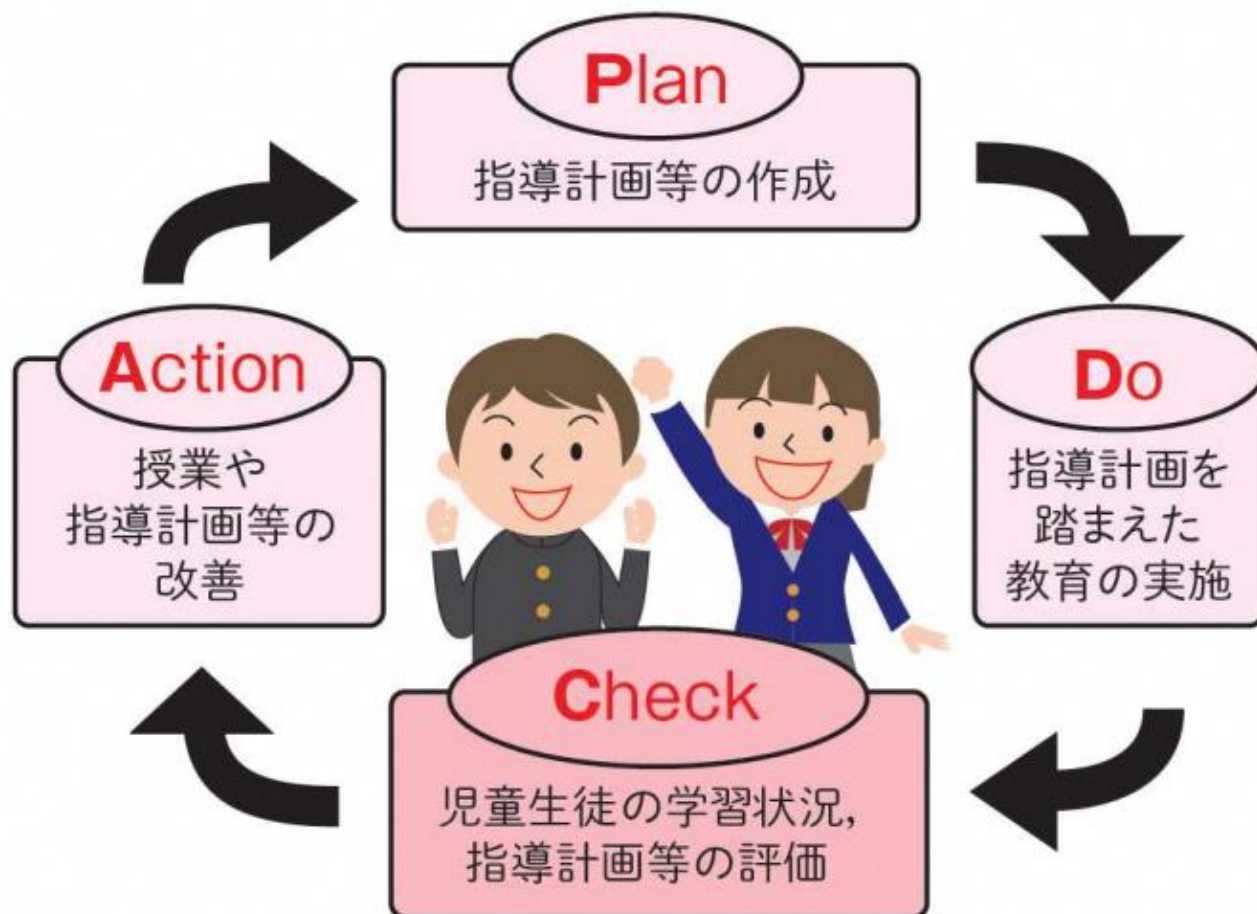 Plan
指導計画等の作成
Do
指導計画を
踏まえた
教育の実施
Check
児童生徒の学習状況,
指導計画等の評価
Action
授業や
指導計画等の
改善